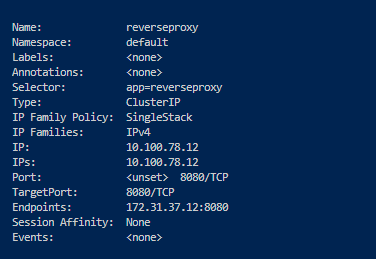 Name: reverseproxy
Namespace: default
Labels: <none>
Annotations: <none>
Selector: app=reverseproxy
Type: ClusterIP
IP Family Policy: SingleStack
IP Families: IPv4
IP: 10.100.78.12
IPs: 10.100.78.12
Port: <unset> 8080/TCP
TargetPort: 8080/TCP
Endpoints: 172.31.37.12:8080
Session Affinity: None
Events: <none>